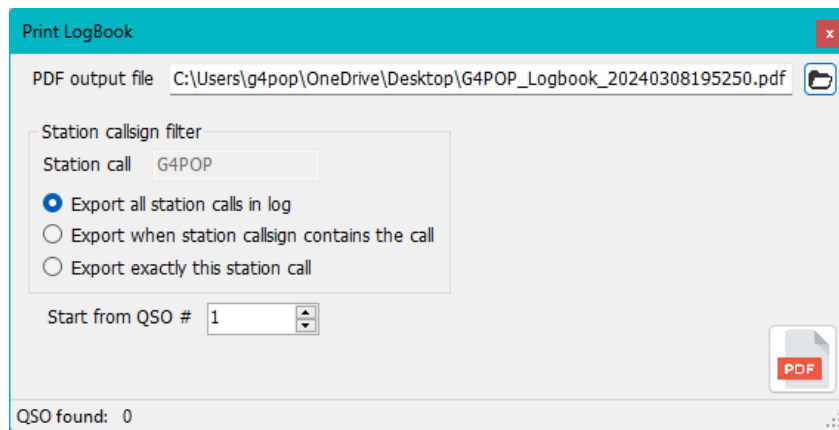 Print LogBook
x
PDF output file C:\Users\g4pop\OneDrive\Desktop\G4POP_Logbook_20240308195250.pdf
Station callsign filter
Station call G4POP
Export all station calls in log
Export when station callsign contains the call
Export exactly this station call
Start from QSO # 1
PDF
QSO found: 0